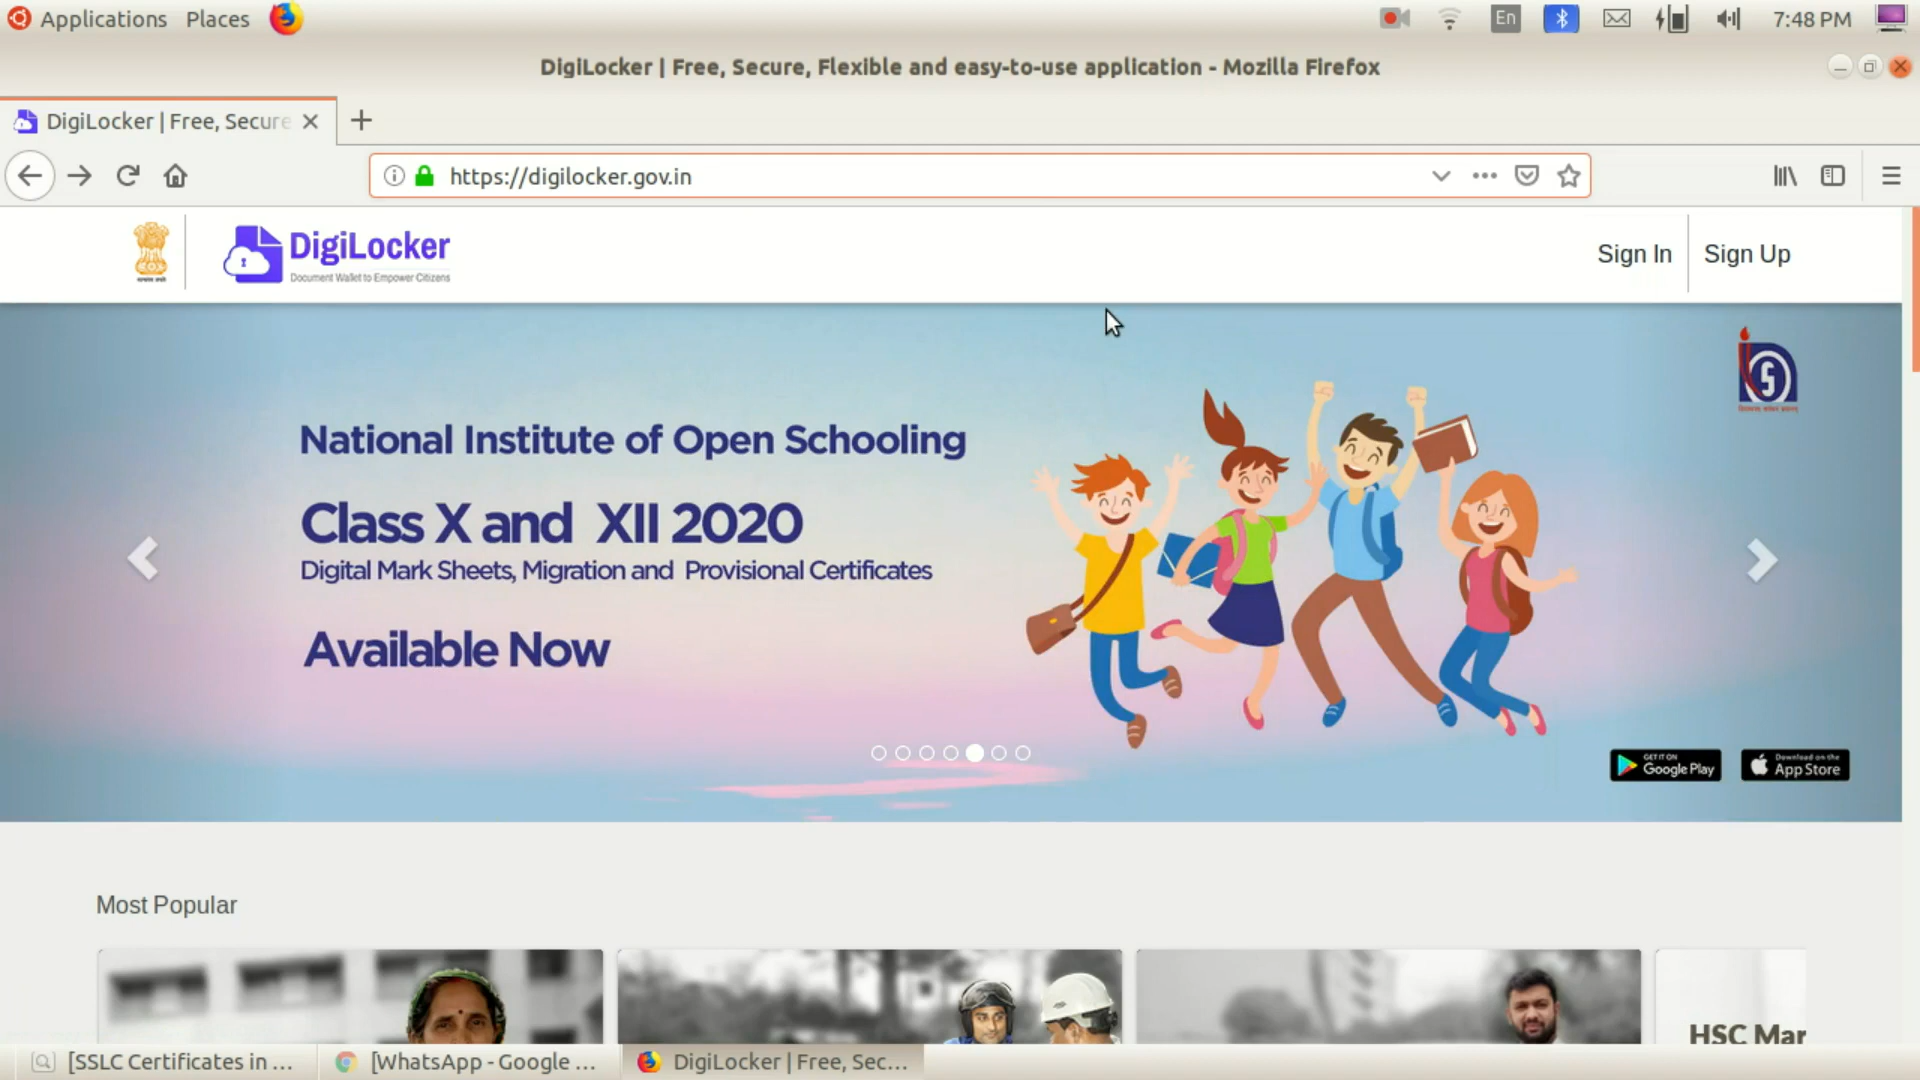 Applications Places En 7:48 PM
DigiLocker | Free, Secure, Flexible and easy-to-use application - Mozilla Firefox
DigiLocker | Free, Secure
https://digilocker.gov.in
DigiLocker
Document Wallet to Empower Citizens
Sign In Sign Up
National Institute of Open Schooling
Class X and XII 2020
Digital Mark Sheets, Migration and Provisional Certificates
Available Now
GET IT ON
Google Play
Download on the
App Store
Most Popular
HSC Mar
[SSLC Certificates in ... [WhatsApp - Google ... DigiLocker | Free, Sec...